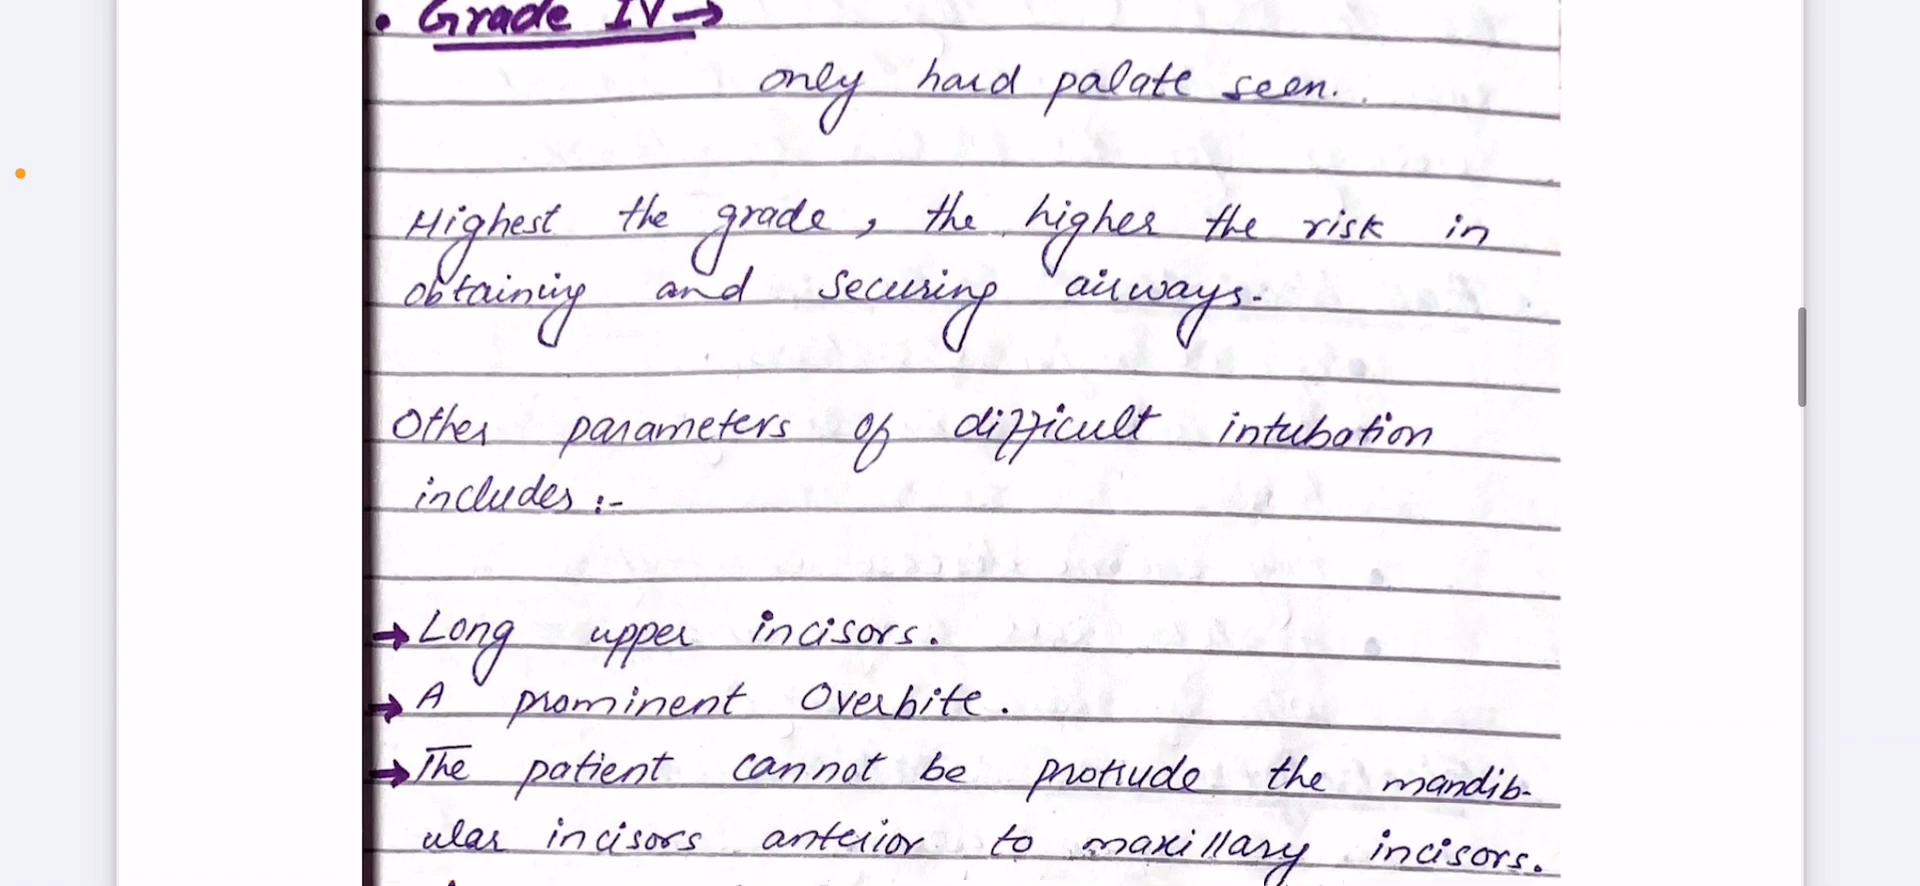 • Grade IV →
only hard palate seen.
Highest the grade, the higher the risk in
obtaining and securing airways.
Other parameters of difficult intubation
includes :-
→ Long upper incisors.
→ A prominent Overbite.
→ The patient cannot be protrude the mandib-
ular incisors anterior to maxillary incisors.